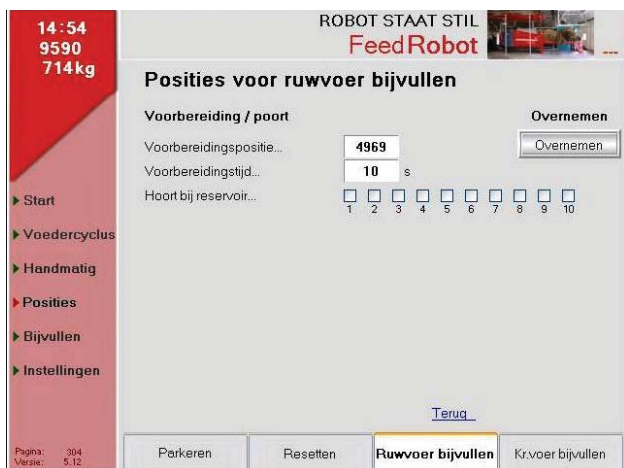 14:54
9590
714kg
ROBOT STAAT STIL
FeedRobot
...
Posities voor ruwvoer bijvullen
Voorbereiding / poort
Overnemen
Voorbereidingspositie... 4969
Overnemen
Voorbereidingstijd... 10 s
Hoort bij reservoir...
1 2 3 4 5 6 7 8 9 10
Start
Voedercyclus
Handmatig
Posities
Bijvullen
Instellingen
Terug
Pagina: 304
Versie: 5.12
Parkeren Resetten Ruwvoer bijvullen Kr.voer bijvullen